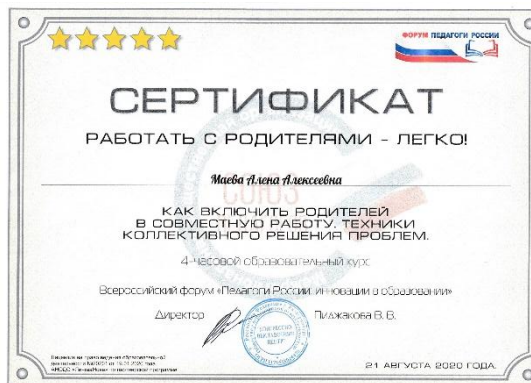 ФОРУМ ПЕДАГОГИ РОССИИ
СЕРТИФИКАТ
РАБОТАТЬ С РОДИТЕЛЯМИ - ЛЕГКО!
Маева Алена Алексеевна
СОЮЗ
КАК ВКЛЮЧИТЬ РОДИТЕЛЕЙ
В СОВМЕСТНУЮ РАБОТУ. ТЕХНИКИ
КОЛЛЕКТИВНОГО РЕШЕНИЯ ПРОБЛЕМ.
4-часовой образовательный курс
Всероссийский форум «Педагоги России: инновации в образовании»
Директор
Пиджакова В. В.
21 АВГУСТА 2020 ГОДА.